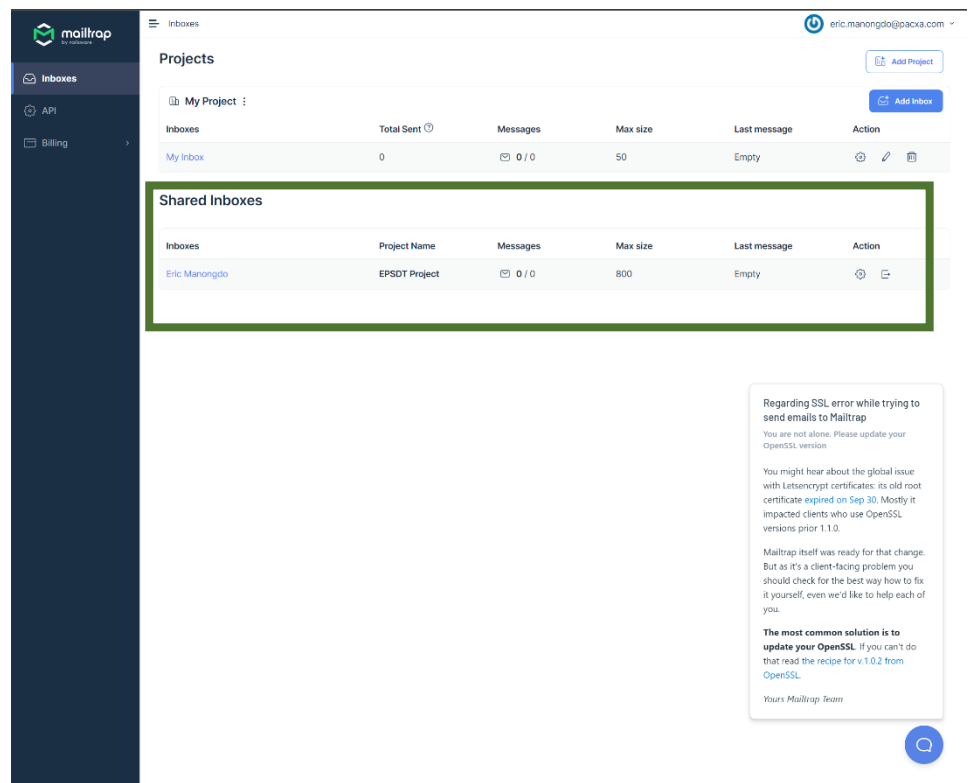 mailtrap
by railsware
Inboxes
API
Billing
Inboxes
eric.manongdo@pacxa.com
Projects
Add Project
My Project
Add Inbox
Inboxes Total Sent ? Messages Max size Last message Action
My Inbox 0 0 / 0 50 Empty
Shared Inboxes
Inboxes Project Name Messages Max size Last message Action
Eric Manongdo EPSDT Project 0 / 0 800 Empty
Regarding SSL error while trying to
send emails to Mailtrap
You are not alone. Please update your
OpenSSL version
You might hear about the global issue
with Letsencrypt certificates: its old root
certificate expired on Sep 30. Mostly it
impacted clients who use OpenSSL
versions prior 1.1.0.
Mailtrap itself was ready for that change.
But as it's a client-facing problem you
should check for the best way how to fix
it yourself, even we'd like to help each of
you.
The most common solution is to
update your OpenSSL. If you can't do
that read the recipe for v.1.0.2 from
OpenSSL.
Yours Mailtrap Team